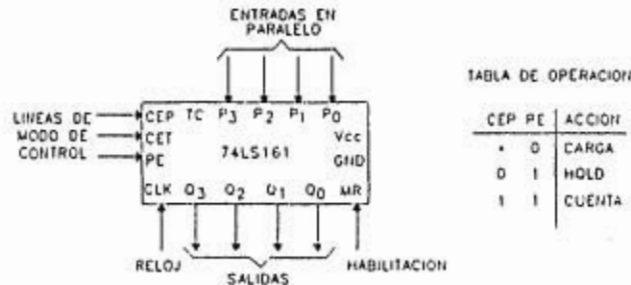 ENTRADAS EN
PARALELO
TABLA DE OPERACION
LINEAS DE
MODO DE
CONTROL
CEP TC P3 P2 P1 P0
CET Vcc
PE 74LS161 GND
CLK Q3 Q2 Q1 Q0 MR
RELOJ
SALIDAS
HABILITACION
CEP PE ACCION
* 0 CARGA
0 1 HOLD
1 1 CUENTA